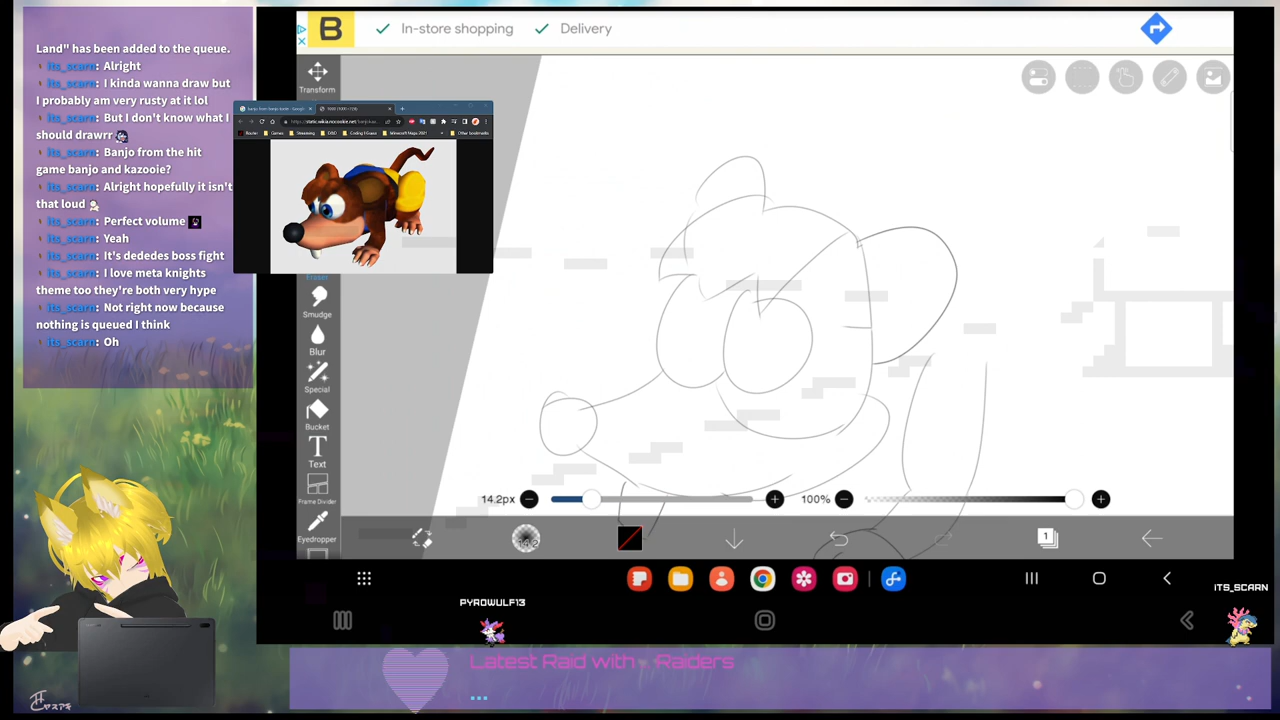 Land" has been added to the queue.
its_scarn: Alright
its_scarn: I kinda wanna draw but
I probably am very rusty at it lol
its_scarn: But I don't know what I
should drawrr
its_scarn: Banjo from the hit
game banjo and kazooie?
its_scarn: Alright hopefully it isn't
that loud
its_scarn: Perfect volume
its_scarn: Yeah
its_scarn: It's dedede's boss fight
its_scarn: I love meta knights
theme too they're both very hype
its_scarn: Not right now because
nothing is queued I think
its_scarn: Oh
B
In-store shopping
Delivery
Transform
Smudge
Blur
Special
Bucket
T
Text
Frame Divider
Eyedropper
14.2px
100%
14.2
1
PYROWULF13
ITS_SCARN
Latest Raid with - Raiders
...